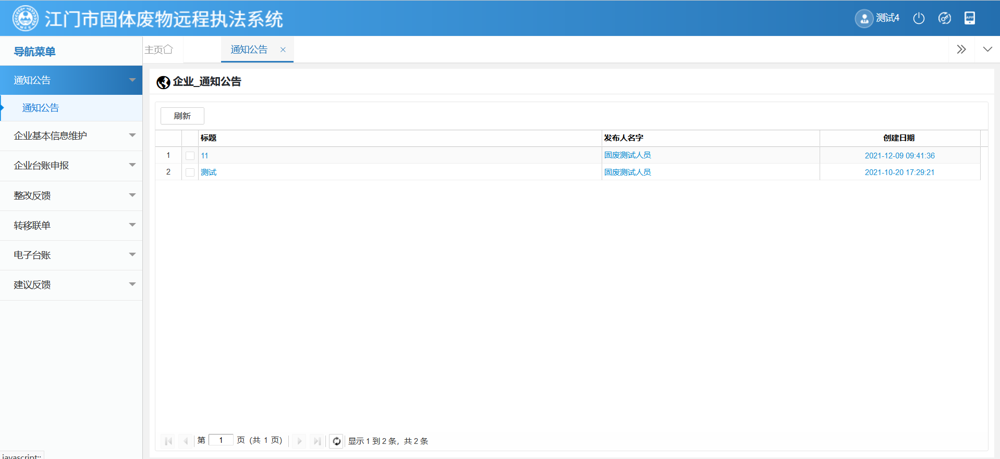 江门市固体废物远程执法系统
测试4
APP
导航菜单
主页
通知公告
通知公告
通知公告
企业基本信息维护
企业台账申报
整改反馈
转移联单
电子台账
建议反馈
企业_通知公告
刷新
标题 发布人名字 创建日期
1 11 固废测试人员 2021-12-09 09:41:36
2 测试 固废测试人员 2021-10-20 17:29:21
第 1 页 (共 1 页) 显示 1 到 2 条，共 2 条
javascript:;